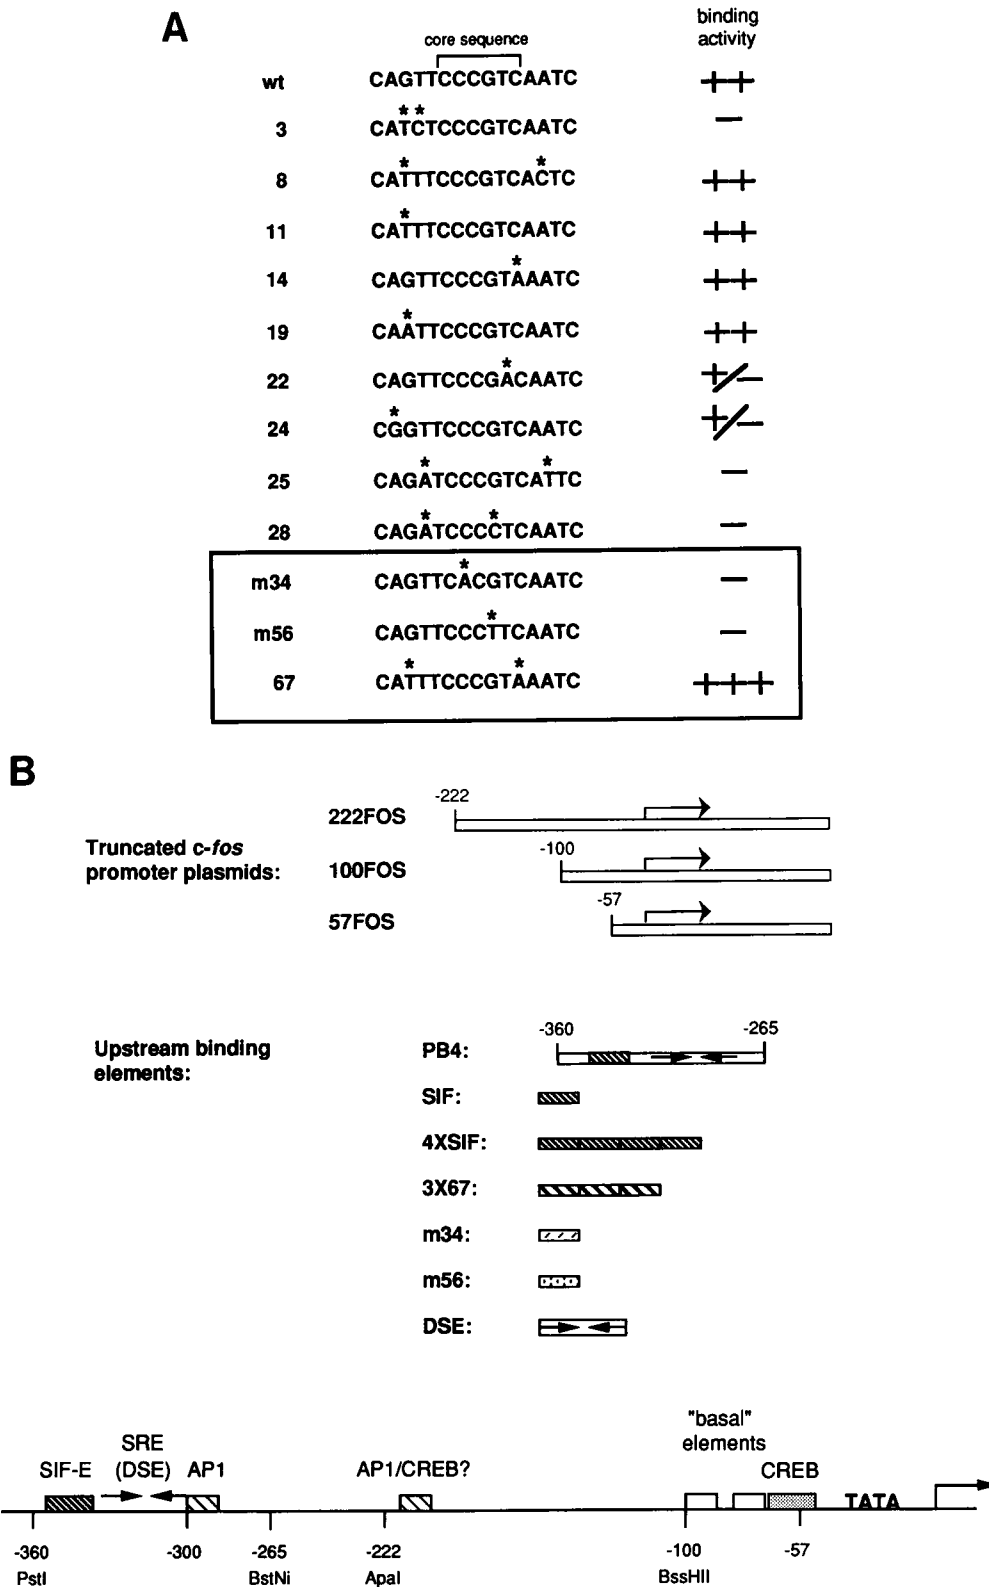 A
binding
activity
core sequence
wt CAGTTCCCGTCAATC ++
* *
3 CATCTCCCGTCAATC —
* *
8 CATTTCCCGTCACTC ++
*
11 CATTTCCCGTCAATC ++
*
14 CAGTTCCCGTAAATC ++
*
19 CAATTCCCGTCAATC ++
*
22 CAGTTCCCGACAATC +/—
*
24 CGGTTCCCGTCAATC +/—
* *
25 CAGATCCCGTCATTC —
* *
28 CAGATCCCCTCAATC —
*
m34 CAGTTCACGTCAATC —
*
m56 CAGTTCCCTTCAATC —
* *
67 CATTTCCCGTAAATC +++
B
Truncated c-fos
promoter plasmids:
222FOS -222
100FOS -100
57FOS -57
Upstream binding
elements:
-360 -265
PB4:
SIF:
4XSIF:
3X67:
m34:
m56:
DSE:
"basal"
elements
SRE
SIF-E (DSE) AP1 AP1/CREB? CREB
TATA
-360 -300 -265 -222 -100 -57
PstI BstNi ApaI BssHII